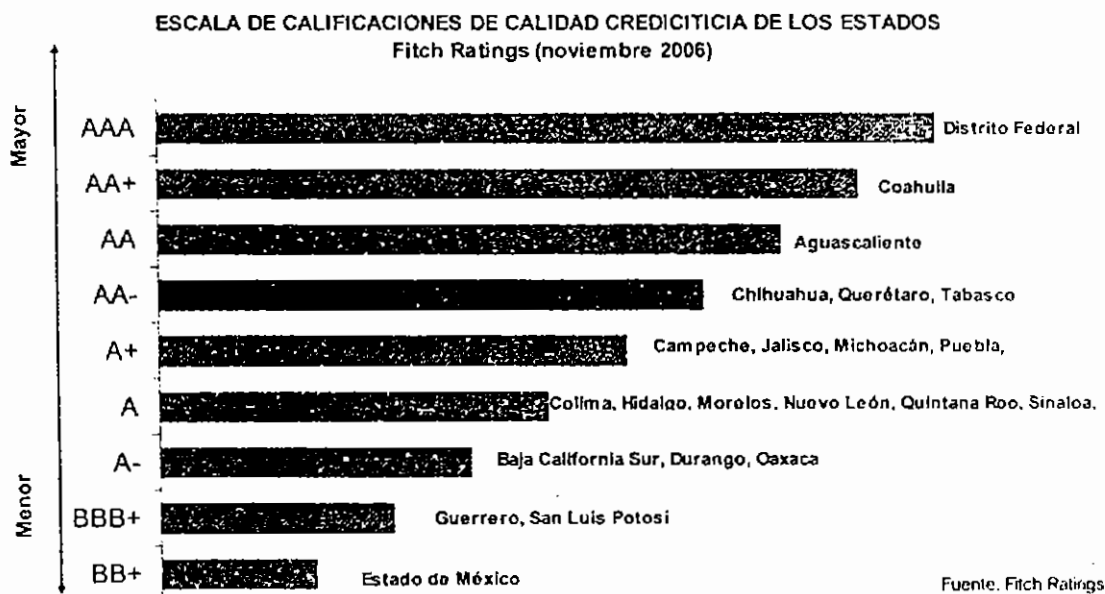 ESCALA DE CALIFICACIONES DE CALIDAD CREDICITICIA DE LOS ESTADOS
Fitch Ratings (noviembre 2006)
Mayor
AAA Distrito Federal
AA+ Coahuila
AA Aguascaliente
AA- Chihuahua, Querétaro, Tabasco
A+ Campeche, Jalisco, Michoacán, Puebla,
A Colima, Hidalgo, Morelos, Nuevo León, Quintana Roo, Sinaloa,
A- Baja California Sur, Durango, Oaxaca
Menor
BBB+ Guerrero, San Luis Potosi
BB+ Estado de México
Fuente. Fitch Ratings